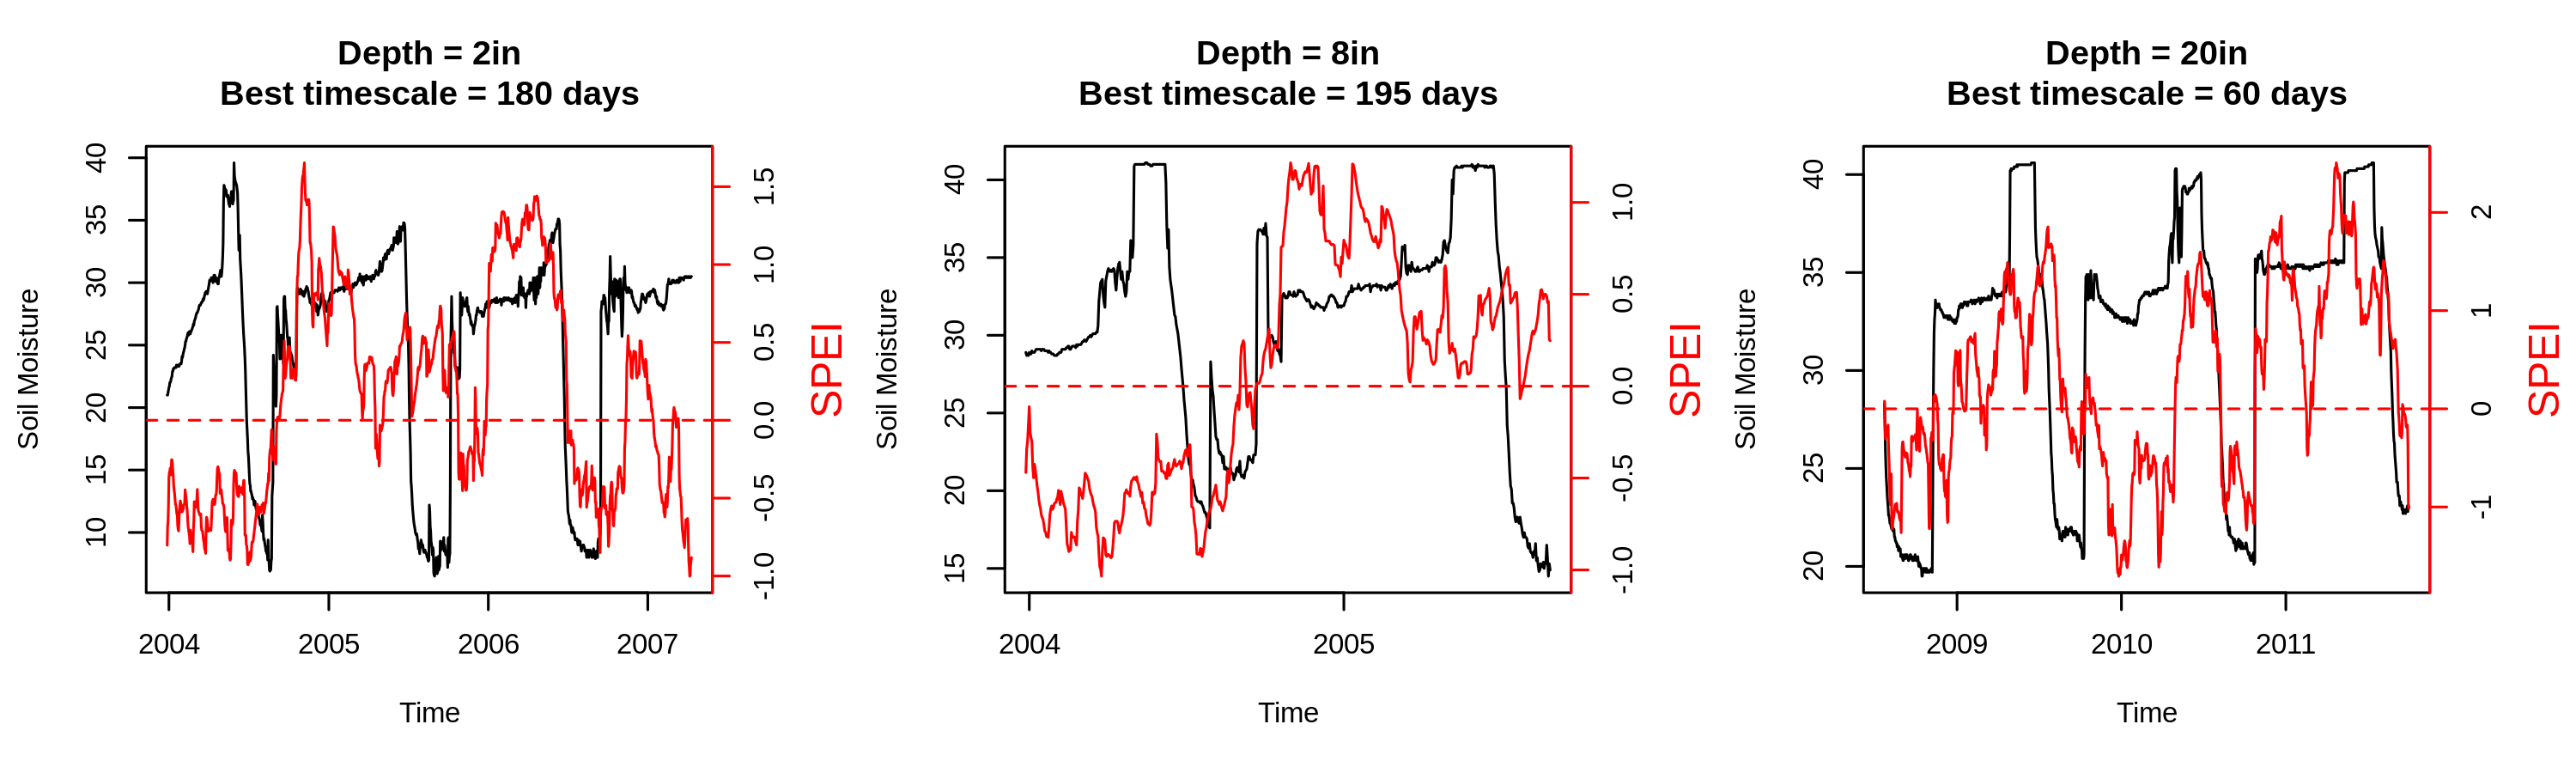 Depth = 2in
Best timescale = 180 days
Soil Moisture
40
35
30
25
20
15
10
1.5
1.0
0.5
0.0
-0.5
-1.0
SPEI
2004 2005 2006 2007
Time
Depth = 8in
Best timescale = 195 days
Soil Moisture
40
35
30
25
20
15
1.0
0.5
0.0
-0.5
-1.0
SPEI
2004 2005
Time
Depth = 20in
Best timescale = 60 days
Soil Moisture
40
35
30
25
20
2
1
0
-1
SPEI
2009 2010 2011
Time